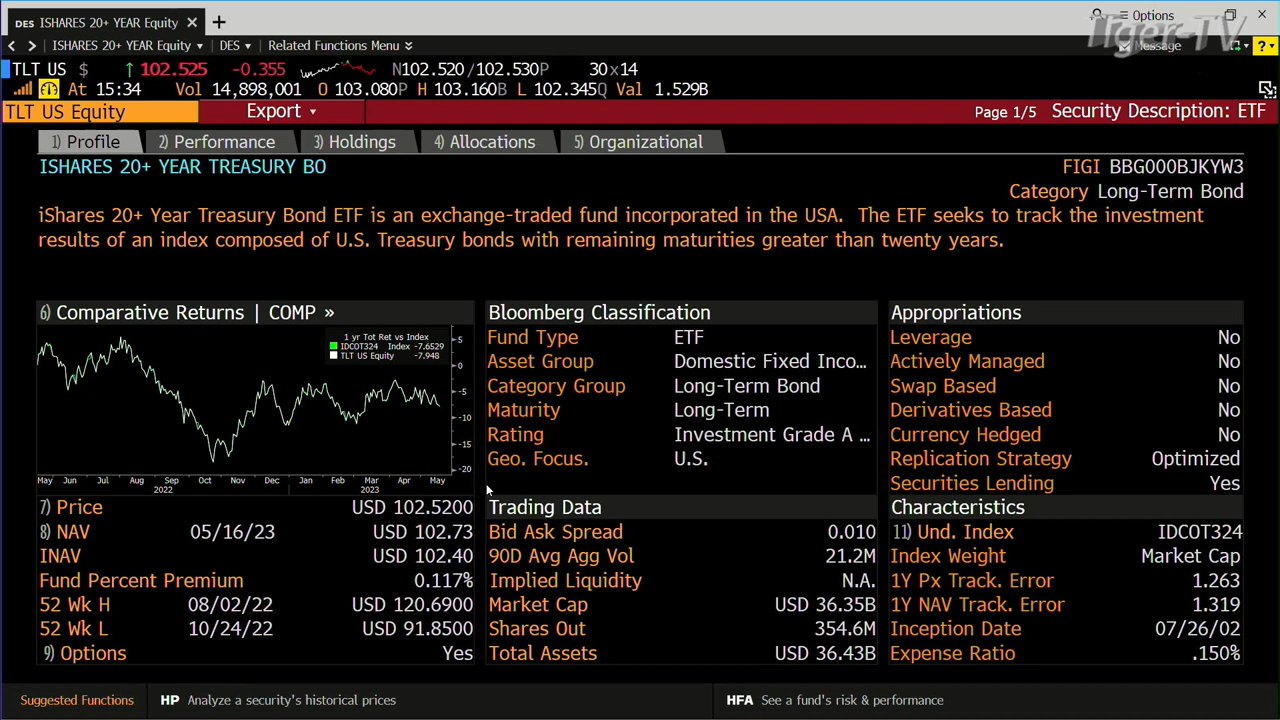 DES ISHARES 20+ YEAR Equity
Options
ISHARES 20+ YEAR Equity DES Related Functions Menu
Message
Tiger-TV
TLT US $ ↑ 102.525 -0.355 N102.520/102.530P 30x14
At 15:34 Vol 14,898,001 O 103.080P H 103.160B L 102.345Q Val 1.529B
TLT US Equity Export Page 1/5 Security Description: ETF
1) Profile 2) Performance 3) Holdings 4) Allocations 5) Organizational
ISHARES 20+ YEAR TREASURY BO FIGI BBG000BJKYW3
Category Long-Term Bond
iShares 20+ Year Treasury Bond ETF is an exchange-traded fund incorporated in the USA. The ETF seeks to track the investment
results of an index composed of U.S. Treasury bonds with remaining maturities greater than twenty years.
6) Comparative Returns | COMP »
1 yr Tot Ret vs Index
IDCOT324 Index -7.6529
TLT US Equity -7.948
5
0
-5
-10
-15
-20
May Jun Jul Aug Sep Oct Nov Dec Jan Feb Mar Apr May
2022 2023
7) Price USD 102.5200
8) NAV 05/16/23 USD 102.73
INAV USD 102.40
Fund Percent Premium 0.117%
52 Wk H 08/02/22 USD 120.6900
52 Wk L 10/24/22 USD 91.8500
9) Options Yes
Bloomberg Classification
Fund Type ETF
Asset Group Domestic Fixed Inco...
Category Group Long-Term Bond
Maturity Long-Term
Rating Investment Grade A ...
Geo. Focus. U.S.
Trading Data
Bid Ask Spread 0.010
90D Avg Agg Vol 21.2M
Implied Liquidity N.A.
Market Cap USD 36.35B
Shares Out 354.6M
Total Assets USD 36.43B
Appropriations
Leverage No
Actively Managed No
Swap Based No
Derivatives Based No
Currency Hedged No
Replication Strategy Optimized
Securities Lending Yes
Characteristics
11) Und. Index IDCOT324
Index Weight Market Cap
1Y Px Track. Error 1.263
1Y NAV Track. Error 1.319
Inception Date 07/26/02
Expense Ratio .150%
Suggested Functions HP Analyze a security's historical prices HFA See a fund's risk & performance